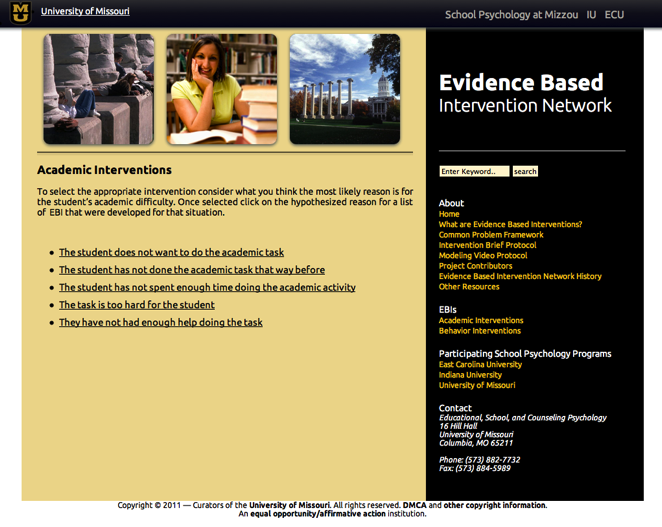 MU
University of Missouri
School Psychology at Mizzou IU ECU
Academic Interventions
To select the appropriate intervention consider what you think the most likely reason is for
the student's academic difficulty. Once selected click on the hypothesized reason for a list
of EBI that were developed for that situation.
The student does not want to do the academic task
The student has not done the academic task that way before
The student has not spent enough time doing the academic activity
The task is too hard for the student
They have not had enough help doing the task
Evidence Based
Intervention Network
Enter Keyword.. search
About
Home
What are Evidence Based Interventions?
Common Problem Framework
Intervention Brief Protocol
Modeling Video Protocol
Project Contributors
Evidence Based Intervention Network History
Other Resources
EBIs
Academic Interventions
Behavior Interventions
Participating School Psychology Programs
East Carolina University
Indiana University
University of Missouri
Contact
Educational, School, and Counseling Psychology
16 Hill Hall
University of Missouri
Columbia, MO 65211
Phone: (573) 882-7732
Fax: (573) 884-5989
Copyright © 2011 — Curators of the University of Missouri. All rights reserved. DMCA and other copyright information.
An equal opportunity/affirmative action institution.